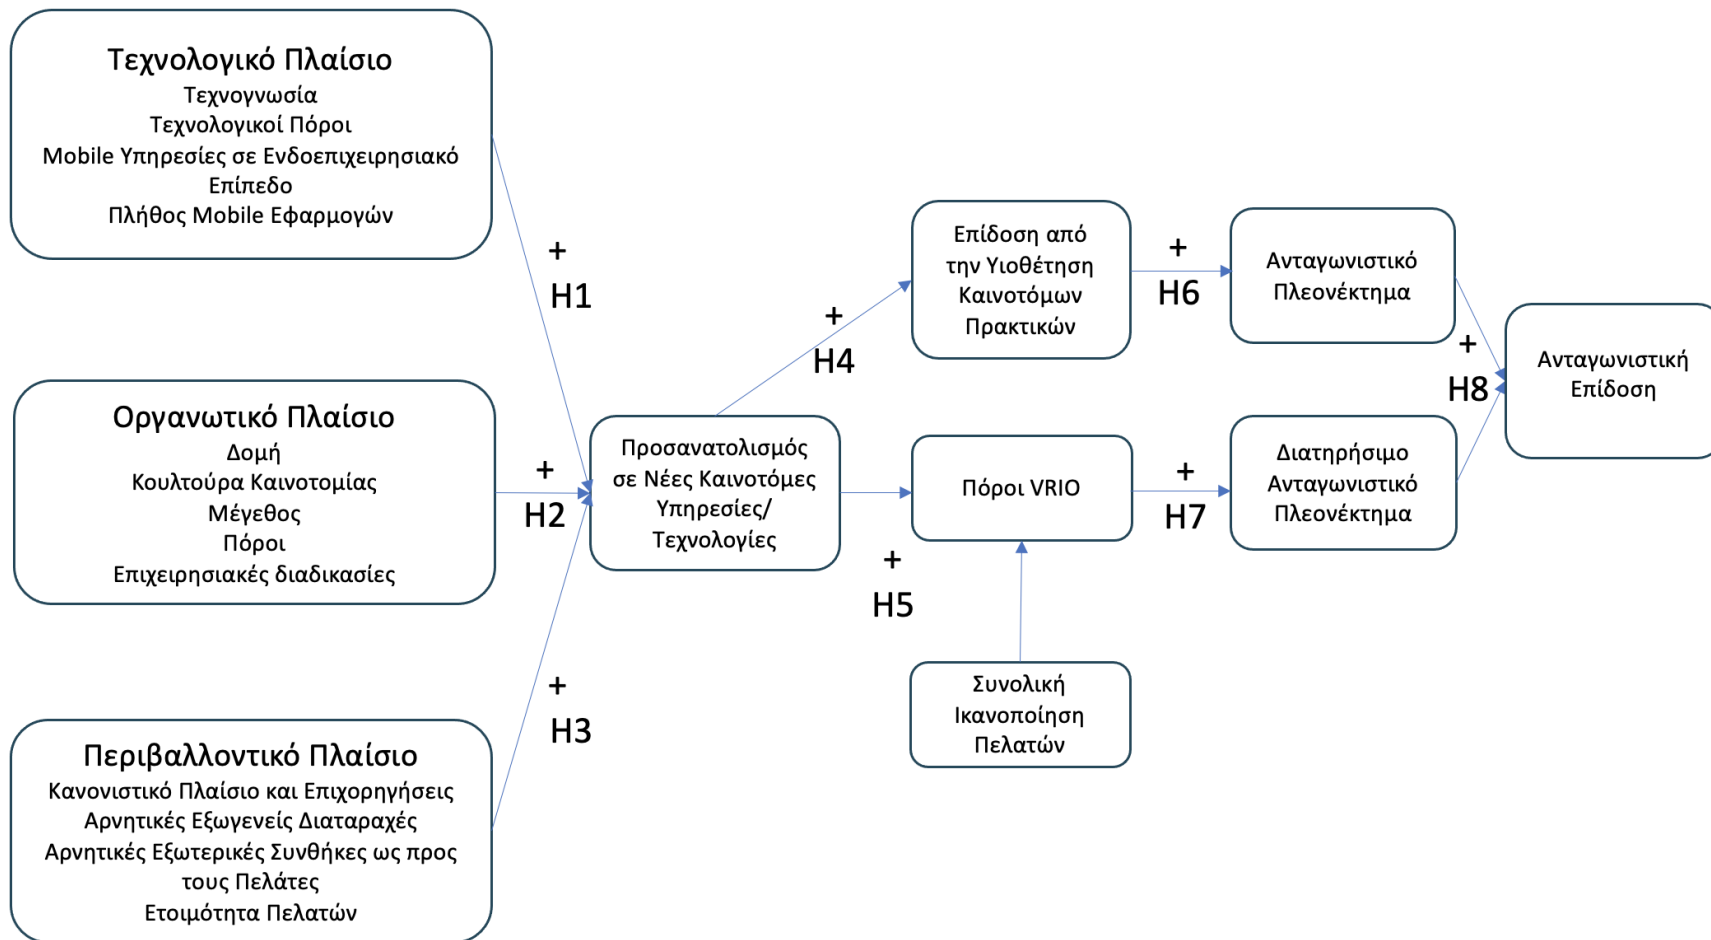 Τεχνολογικό Πλαίσιο
Τεχνογνωσία
Τεχνολογικοί Πόροι
Mobile Υπηρεσίες σε Ενδοεπιχειρησιακό
Επίπεδο
Πλήθος Mobile Εφαρμογών
+
H1
Οργανωτικό Πλαίσιο
Δομή
Κουλτούρα Καινοτομίας
Μέγεθος
Πόροι
Επιχειρησιακές διαδικασίες
+
H2
Περιβαλλοντικό Πλαίσιο
Κανονιστικό Πλαίσιο και Επιχορηγήσεις
Αρνητικές Εξωγενείς Διαταραχές
Αρνητικές Εξωτερικές Συνθήκες ως προς
τους Πελάτες
Ετοιμότητα Πελατών
+
H3
Προσανατολισμός
σε Νέες Καινοτόμες
Υπηρεσίες/
Τεχνολογίες
+
H4
Επίδοση από
την Υιοθέτηση
Καινοτόμων
Πρακτικών
+
H6
Ανταγωνιστικό
Πλεονέκτημα
+
H5
Πόροι VRIO
Συνολική
Ικανοποίηση
Πελατών
+
H7
Διατηρήσιμο
Ανταγωνιστικό
Πλεονέκτημα
+
H8
Ανταγωνιστική
Επίδοση